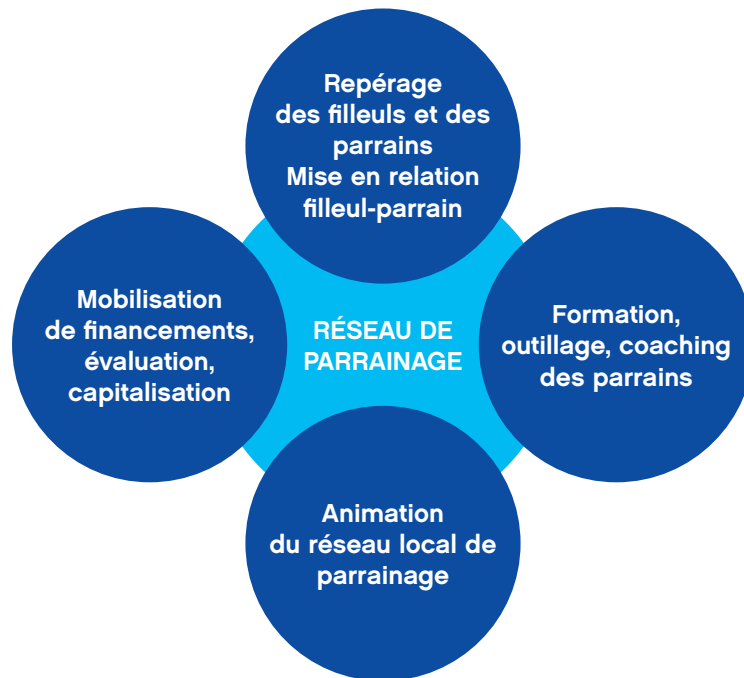 Repérage
des filleuls et des
parrains
Mise en relation
filleul-parrain
Mobilisation
de financements,
évaluation,
capitalisation
RÉSEAU DE
PARRAINAGE
Formation,
outillage, coaching
des parrains
Animation
du réseau local de
parrainage